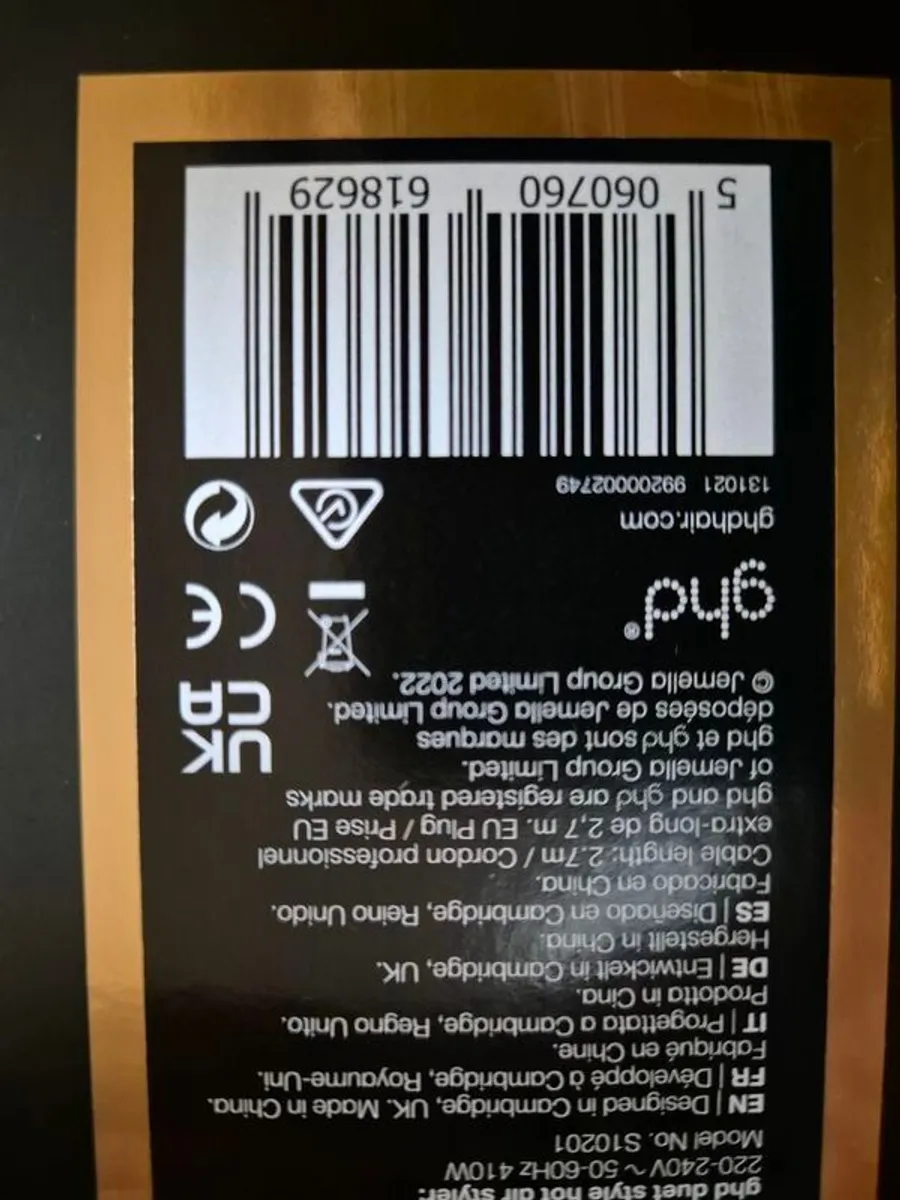 ghd duet style hot air styler.
220-240V ~ 50-60Hz 410W
Model No. S10201
EN | Designed in Cambridge, UK. Made in China.
FR | Développé à Cambridge, Royaume-Uni.
Fabriqué en Chine.
IT | Progettata a Cambridge, Regno Unito.
Prodotta in Cina.
DE | Entwickelt in Cambridge, UK.
Hergestellt in China.
ES | Diseñado en Cambridge, Reino Unido.
Fabricado en China.
Cable length: 2.7m / Cordon professionnel
extra-long de 2,7 m. EU Plug / Prise EU
ghd and ghd are registered trade marks
of Jemella Group Limited.
ghd et ghd sont des marques
déposées de Jemella Group Limited.
© Jemella Group Limited 2022.
UK
CA
CE
ghd®
ghdhair.com
131021 9920002749
5 060760 618629